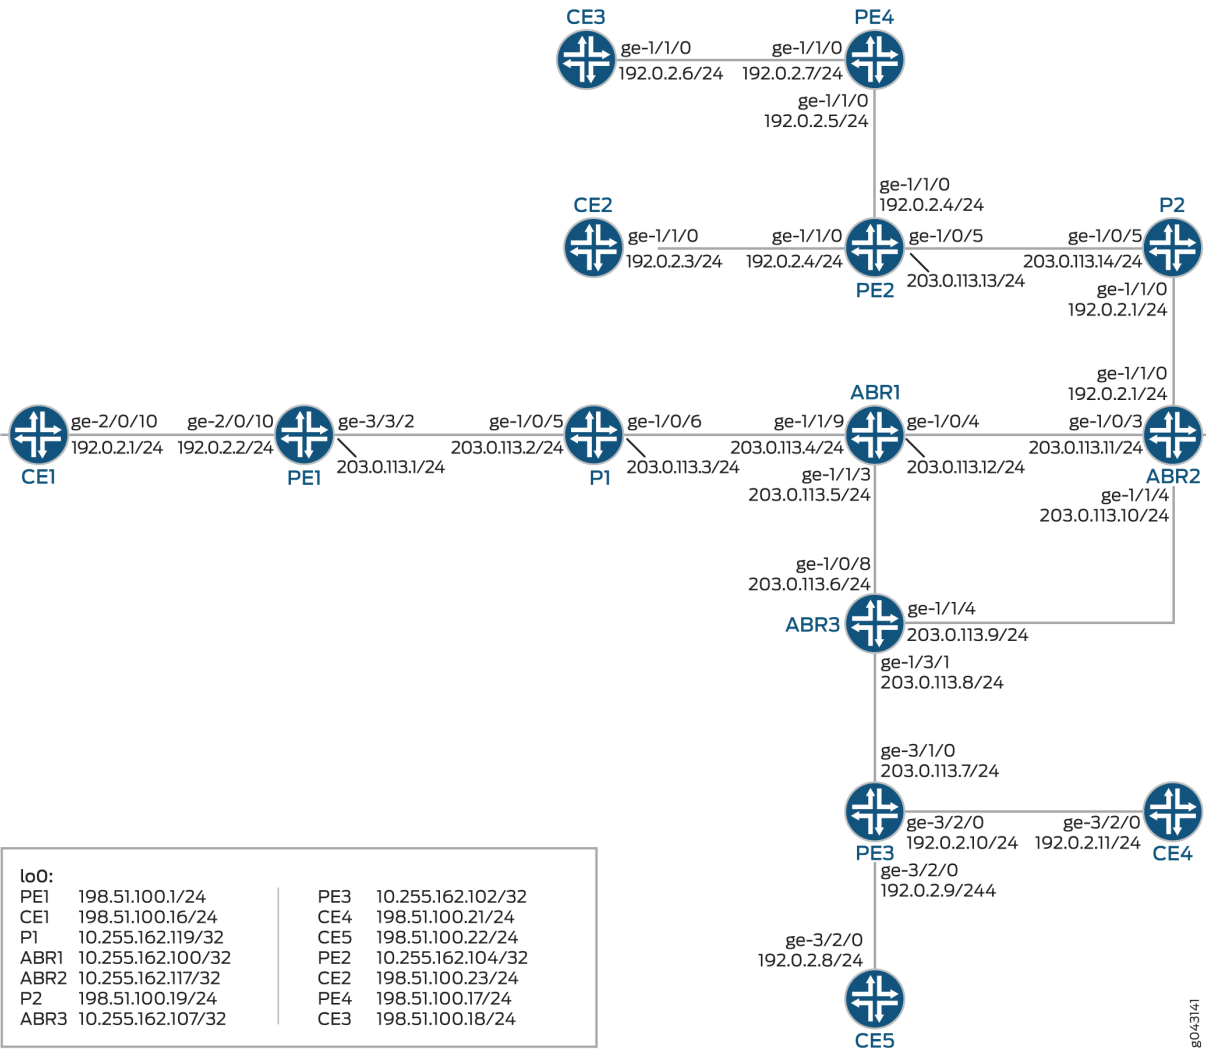 CE3
PE4
ge-1/1/0
ge-1/1/0
192.0.2.6/24
192.0.2.7/24
ge-1/1/0
192.0.2.5/24
ge-1/1/0
192.0.2.4/24
CE2
P2
ge-1/1/0
ge-1/1/0
ge-1/0/5
ge-1/0/5
192.0.2.3/24
192.0.2.4/24
203.0.113.14/24
PE2
203.0.113.13/24
ge-1/1/0
192.0.2.1/24
ge-1/1/0
192.0.2.1/24
ABR1
ge-2/0/10
ge-2/0/10
ge-3/3/2
ge-1/0/5
ge-1/0/6
ge-1/1/9
ge-1/0/4
ge-1/0/3
192.0.2.1/24
192.0.2.2/24
203.0.113.2/24
203.0.113.4/24
203.0.113.11/24
203.0.113.1/24
203.0.113.3/24
203.0.113.12/24
CE1
PE1
P1
ABR2
ge-1/1/3
203.0.113.5/24
ge-1/1/4
203.0.113.10/24
ge-1/0/8
203.0.113.6/24
ABR3
ge-1/1/4
203.0.113.9/24
ge-1/3/1
203.0.113.8/24
ge-3/1/0
203.0.113.7/24
ge-3/2/0
ge-3/2/0
192.0.2.10/24
192.0.2.11/24
PE3
CE4
ge-3/2/0
192.0.2.9/244
ge-3/2/0
192.0.2.8/24
CE5
lo0:
PE1 198.51.100.1/24
CE1 198.51.100.16/24
P1 10.255.162.119/32
ABR1 10.255.162.100/32
ABR2 10.255.162.117/32
P2 198.51.100.19/24
ABR3 10.255.162.107/32
PE3 10.255.162.102/32
CE4 198.51.100.21/24
CE5 198.51.100.22/24
PE2 10.255.162.104/32
CE2 198.51.100.23/24
PE4 198.51.100.17/24
CE3 198.51.100.18/24
g043141